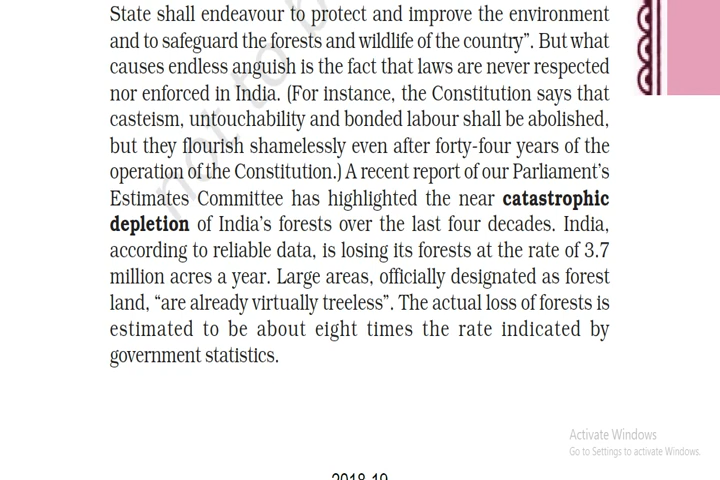 State shall endeavour to protect and improve the environment
and to safeguard the forests and wildlife of the country”. But what
causes endless anguish is the fact that laws are never respected
nor enforced in India. (For instance, the Constitution says that
casteism, untouchability and bonded labour shall be abolished,
but they flourish shamelessly even after forty-four years of the
operation of the Constitution.) A recent report of our Parliament’s
Estimates Committee has highlighted the near catastrophic
depletion of India’s forests over the last four decades. India,
according to reliable data, is losing its forests at the rate of 3.7
million acres a year. Large areas, officially designated as forest
land, “are already virtually treeless”. The actual loss of forests is
estimated to be about eight times the rate indicated by
government statistics.
not to b
Activate Windows
Go to Settings to activate Windows.
2018-19